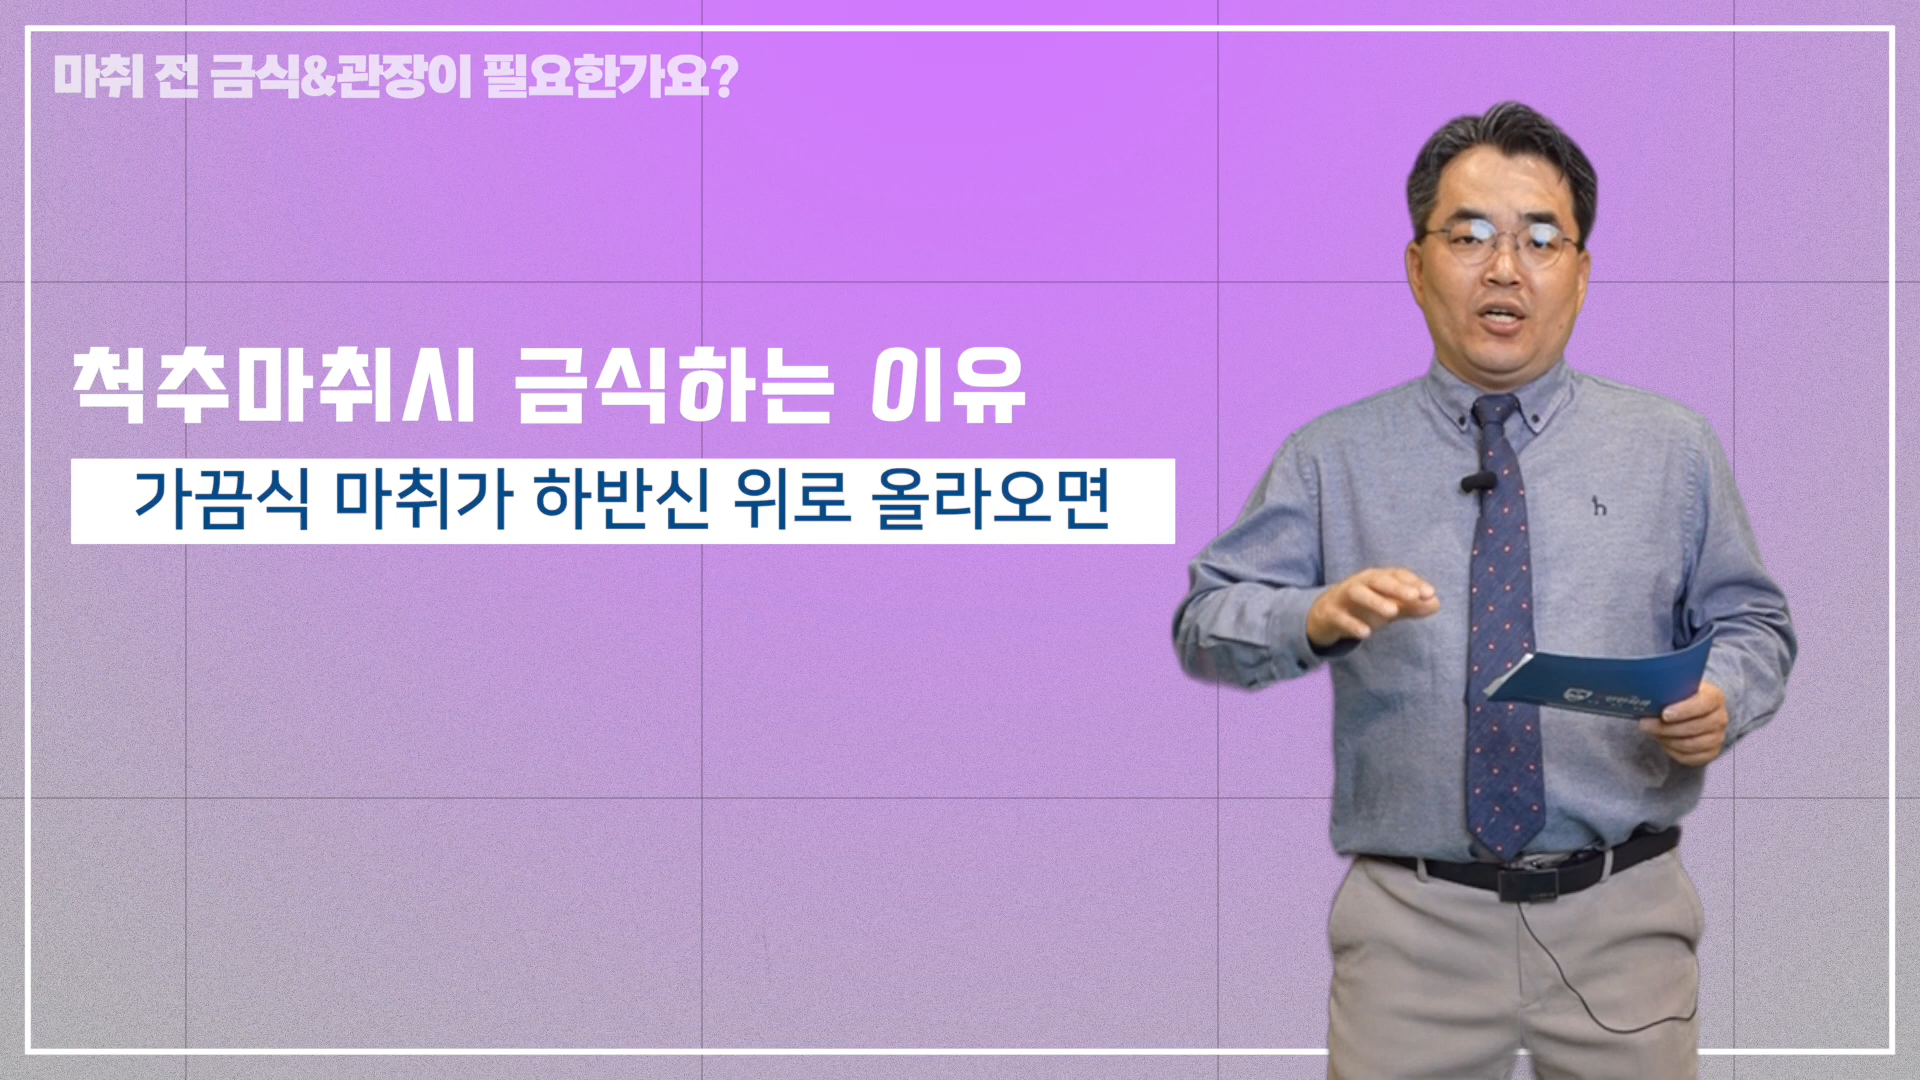 마취 전 금식&관장이 필요한가요?
척추마취시 금식하는 이유
가끔식 마취가 하반신 위로 올라오면
h